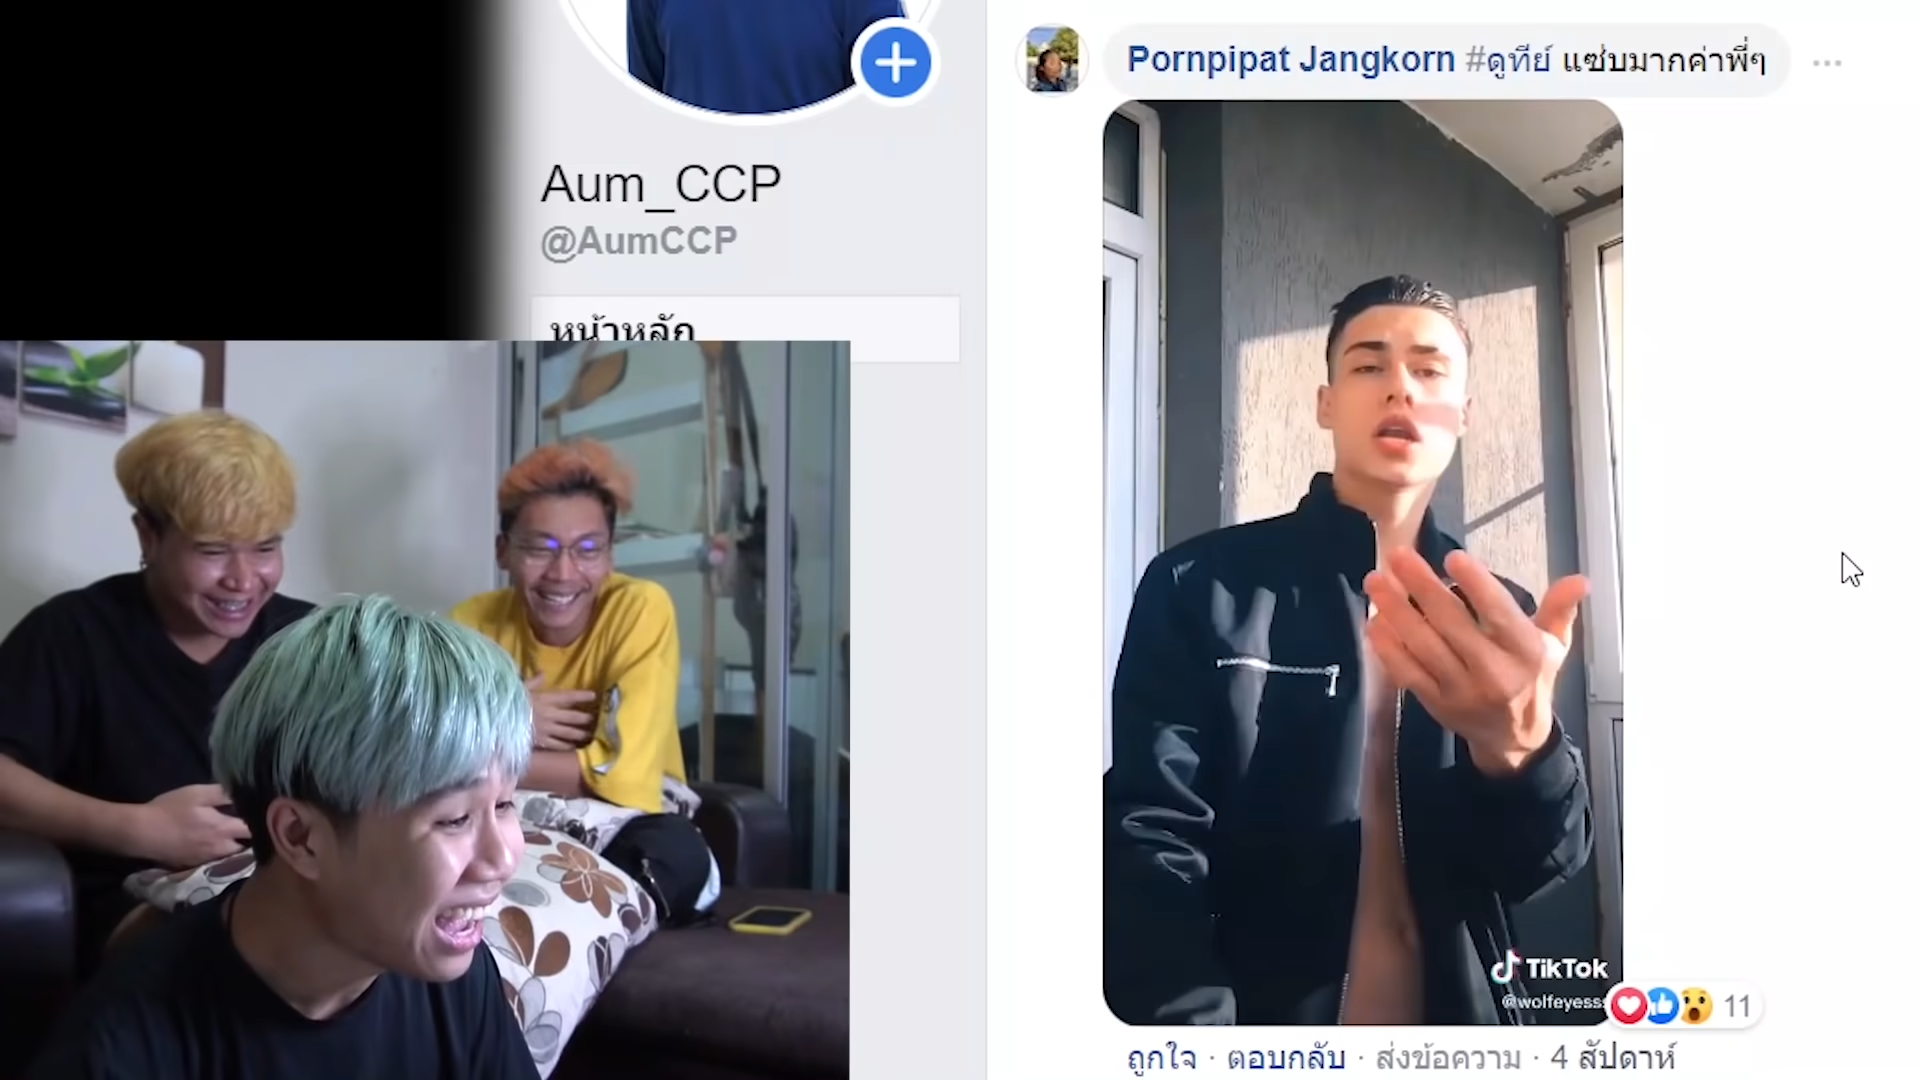 Aum_CCP
@AumCCP
หน้าหลัก
Pornpipat Jangkorn #ดูทีย์ แซ่บมากค่าพี่ๆ
TikTok
@wolfeyesss
11
ถูกใจ · ตอบกลับ · ส่งข้อความ · 4 สัปดาห์